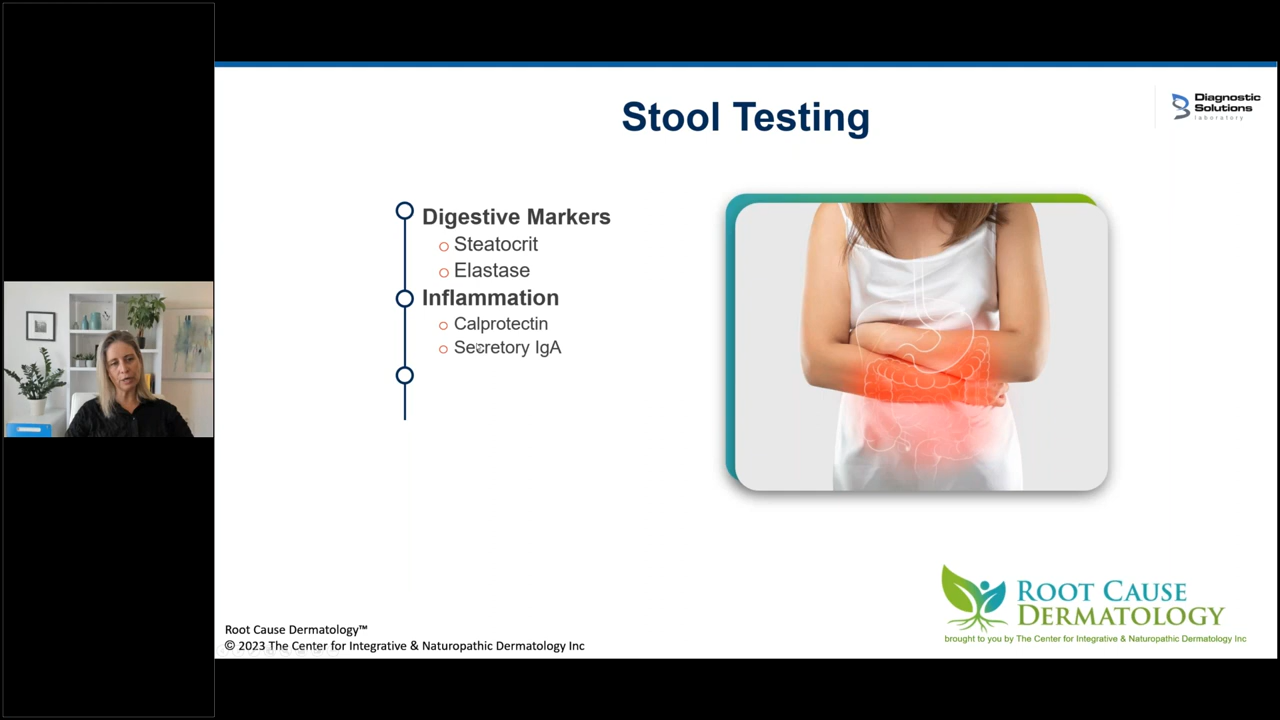 Stool Testing
Diagnostic
Solutions
laboratory
Digestive Markers
Steatocrit
Elastase
Inflammation
Calprotectin
Secretory IgA
ROOT CAUSE
DERMATOLOGY
brought to you by The Center for Integrative & Naturopathic Dermatology Inc
Root Cause Dermatology™
© 2023 The Center for Integrative & Naturopathic Dermatology Inc